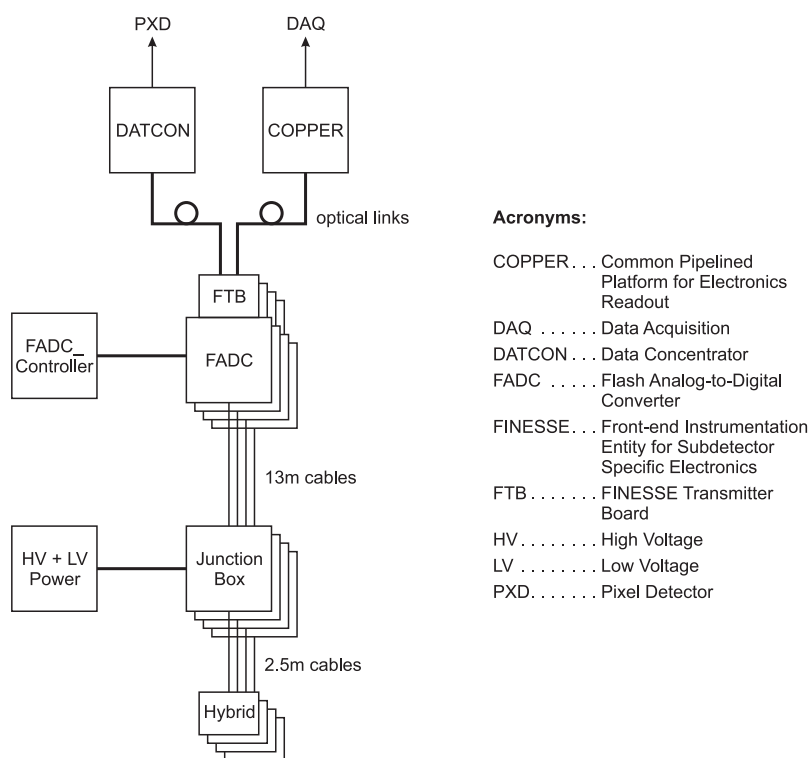 PXD
DAQ
DATCON
COPPER
optical links
FTB
FADC_
Controller
FADC
13m cables
HV + LV
Power
Junction
Box
2.5m cables
Hybrid
Acronyms:
COPPER . . . Common Pipelined
Platform for Electronics
Readout
DAQ . . . . . . Data Acquisition
DATCON . . . Data Concentrator
FADC . . . . . Flash Analog-to-Digital
Converter
FINESSE . . . Front-end Instrumentation
Entity for Subdetector
Specific Electronics
FTB . . . . . . . FINESSE Transmitter
Board
HV . . . . . . . . High Voltage
LV . . . . . . . . Low Voltage
PXD . . . . . . . Pixel Detector